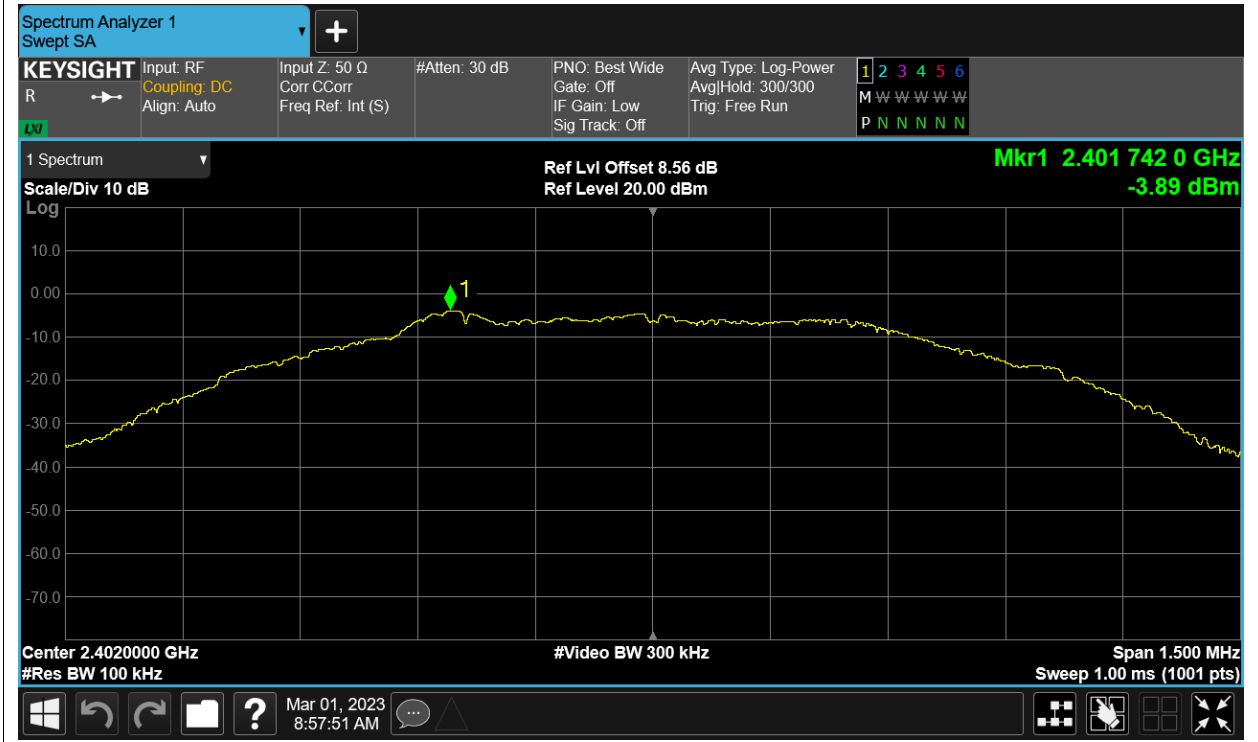 Spectrum Analyzer 1
Swept SA
KEYSIGHT
R
LXI
Input: RF
Coupling: DC
Align: Auto
Input Z: 50 Ω
Corr CCorr
Freq Ref: Int (S)
#Atten: 30 dB
PNO: Best Wide
Gate: Off
IF Gain: Low
Sig Track: Off
Avg Type: Log-Power
Avg|Hold: 300/300
Trig: Free Run
1 2 3 4 5 6
M W W W W W W
P N N N N N N
1 Spectrum
Scale/Div 10 dB
Log
Ref Lvl Offset 8.56 dB
Ref Level 20.00 dBm
Mkr1 2.401 742 0 GHz
-3.89 dBm
1
10.0
0.00
-10.0
-20.0
-30.0
-40.0
-50.0
-60.0
-70.0
Center 2.4020000 GHz
#Video BW 300 kHz
Span 1.500 MHz
#Res BW 100 kHz
Sweep 1.00 ms (1001 pts)
?
Mar 01, 2023
8:57:51 AM